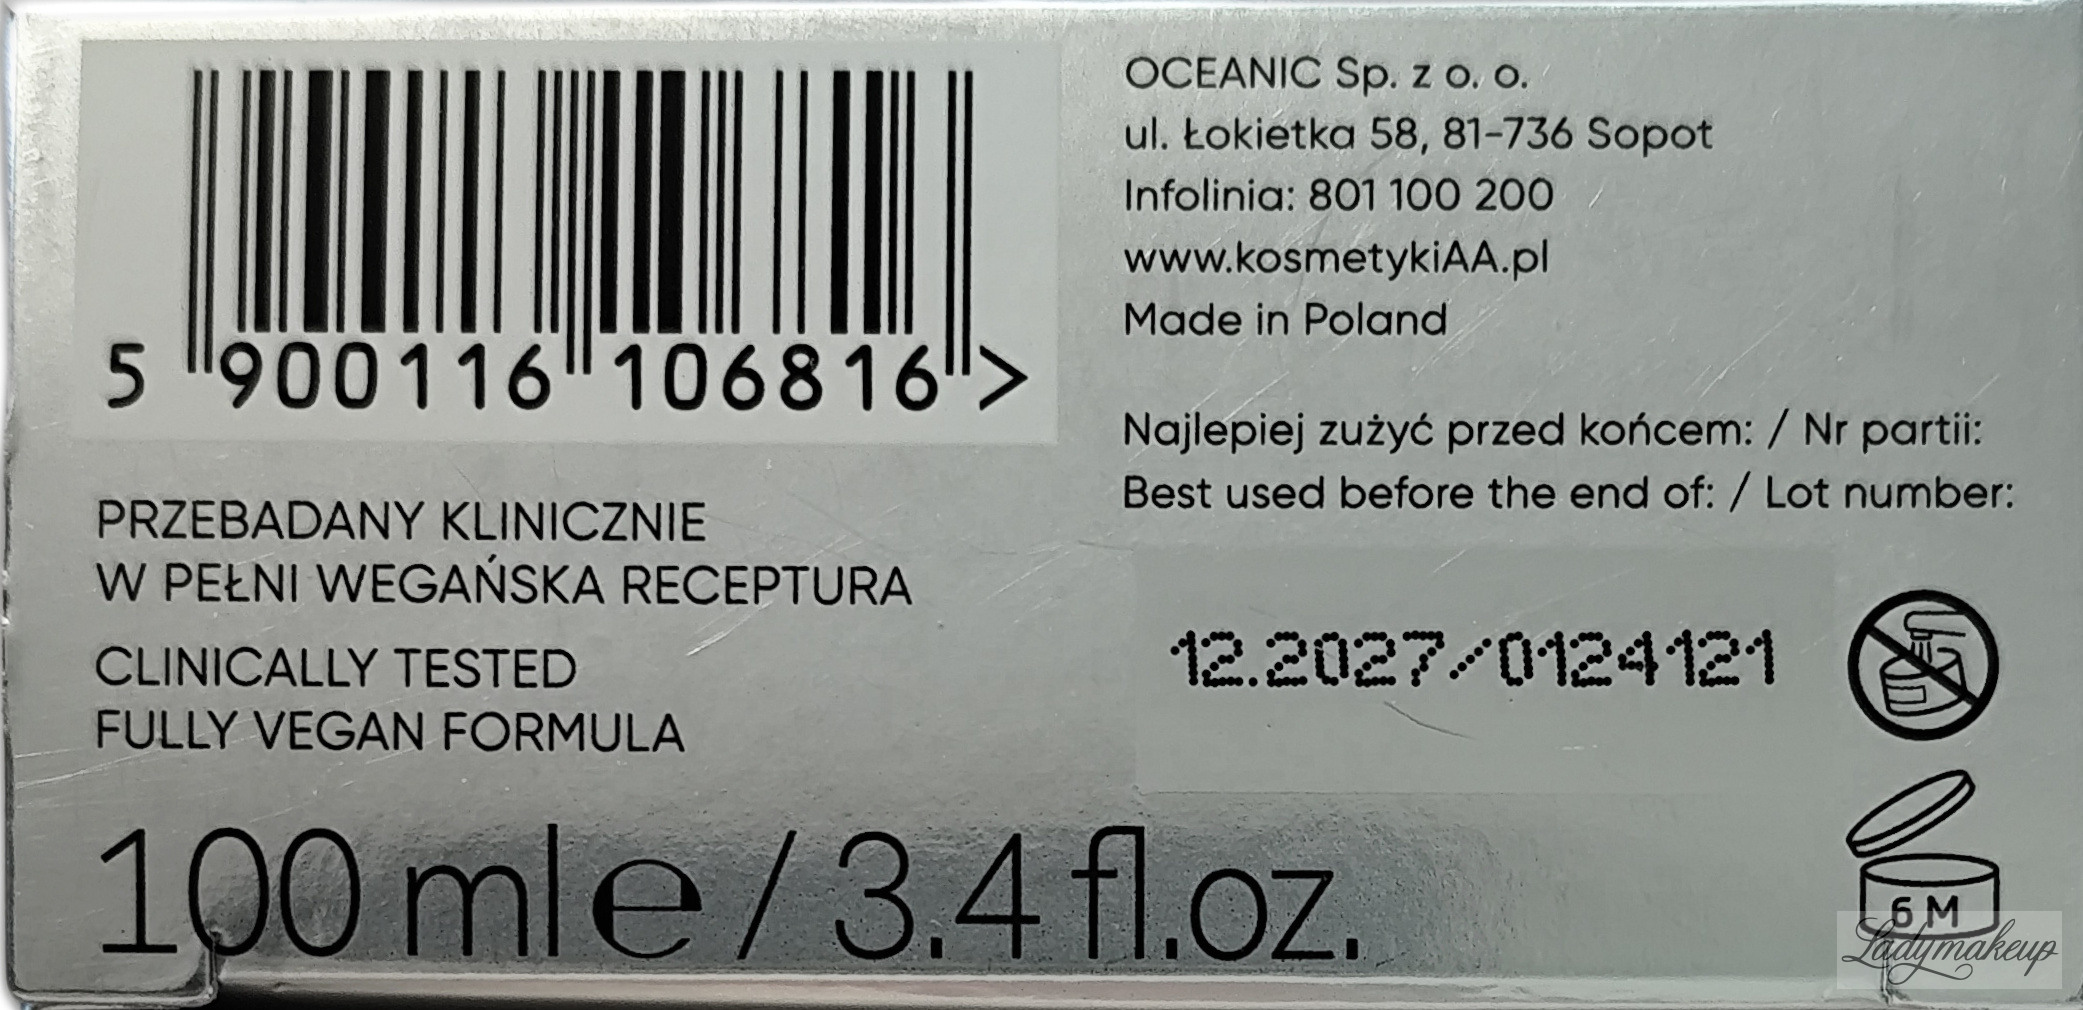 5 900116 106816 >
PRZEBADANY KLINICZNIE
W PEŁNI WEGAŃSKA RECEPTURA
CLINICALLY TESTED
FULLY VEGAN FORMULA
100 ml e / 3.4 fl.oz.
OCEANIC Sp. z o. o.
ul. Łokietka 58, 81-736 Sopot
Infolinia: 801 100 200
www.kosmetykiAA.pl
Made in Poland
Najlepiej zużyć przed końcem: / Nr partii:
Best used before the end of: / Lot number:
12.2027/0124121
6 M
Ladymakeup